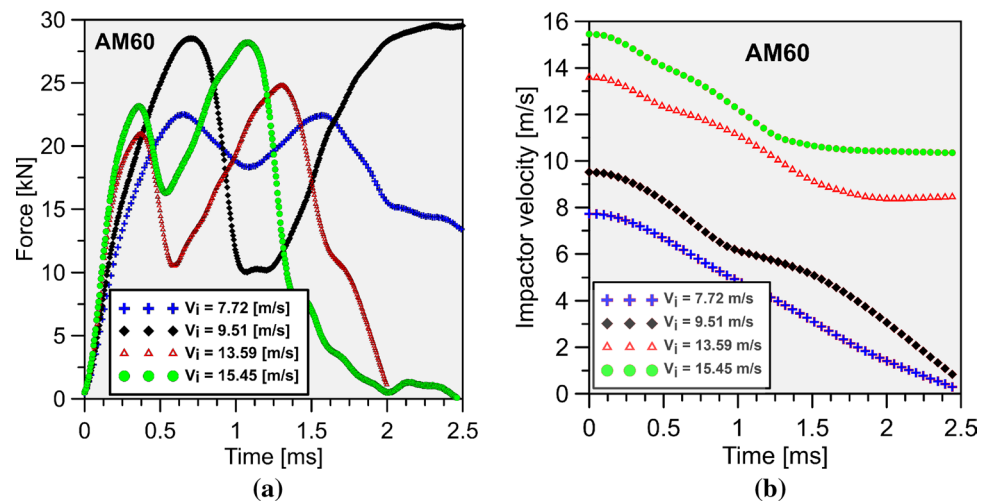 AM60
Force [kN]
30
25
20
15
10
5
0
0
0.5
1
1.5
2
2.5
Time [ms]
Vi = 7.72 [m/s]
Vi = 9.51 [m/s]
Vi = 13.59 [m/s]
Vi = 15.45 [m/s]
(a)
AM60
Impactor velocity [m/s]
16
14
12
10
8
6
4
2
0
0
0.5
1
1.5
2
2.5
Time [ms]
Vi = 7.72 m/s
Vi = 9.51 m/s
Vi = 13.59 m/s
Vi = 15.45 m/s
(b)